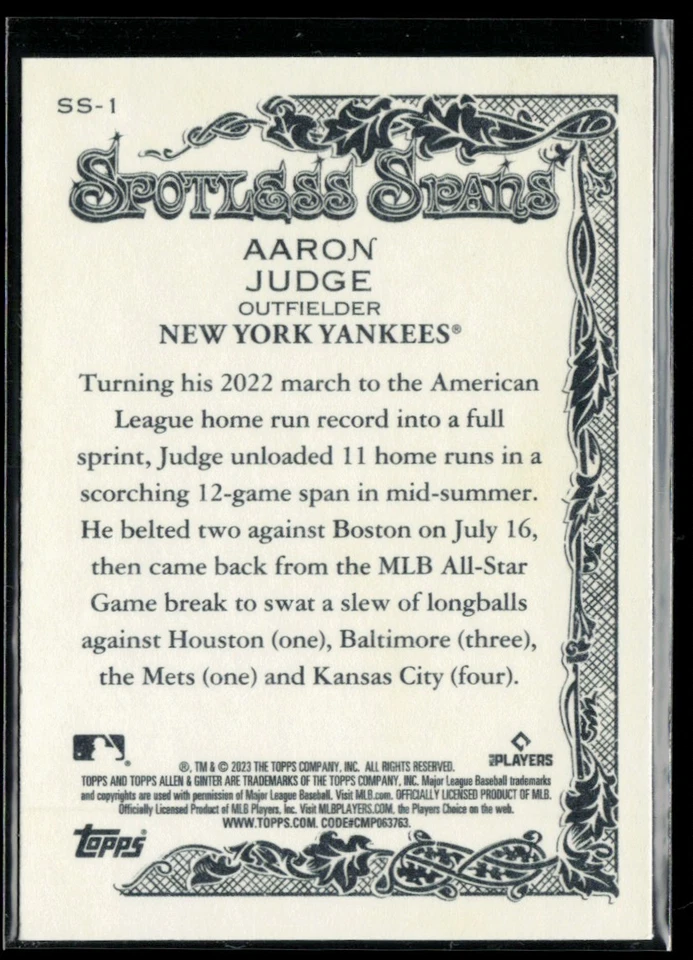 SS-1
SPOTLESS SPANS
AARON
JUDGE
OUTFIELDER
NEW YORK YANKEES®
Turning his 2022 march to the American
League home run record into a full
sprint, Judge unloaded 11 home runs in a
scorching 12-game span in mid-summer.
He belted two against Boston on July 16,
then came back from the MLB All-Star
Game break to swat a slew of longballs
against Houston (one), Baltimore (three),
the Mets (one) and Kansas City (four).
MLB PLAYERS
®, TM & © 2023 THE TOPPS COMPANY, INC. ALL RIGHTS RESERVED.
TOPPS AND TOPPS ALLEN & GINTER ARE TRADEMARKS OF THE TOPPS COMPANY, INC. Major League Baseball trademarks
and copyrights are used with permission of Major League Baseball. Visit MLB.com. OFFICIALLY LICENSED PRODUCT OF MLB.
Officially Licensed Product of MLB Players, Inc. Visit MLBPLAYERS.COM, the Players Choice on the web.
WWW.TOPPS.COM. CODE#CMP063763.
topps®